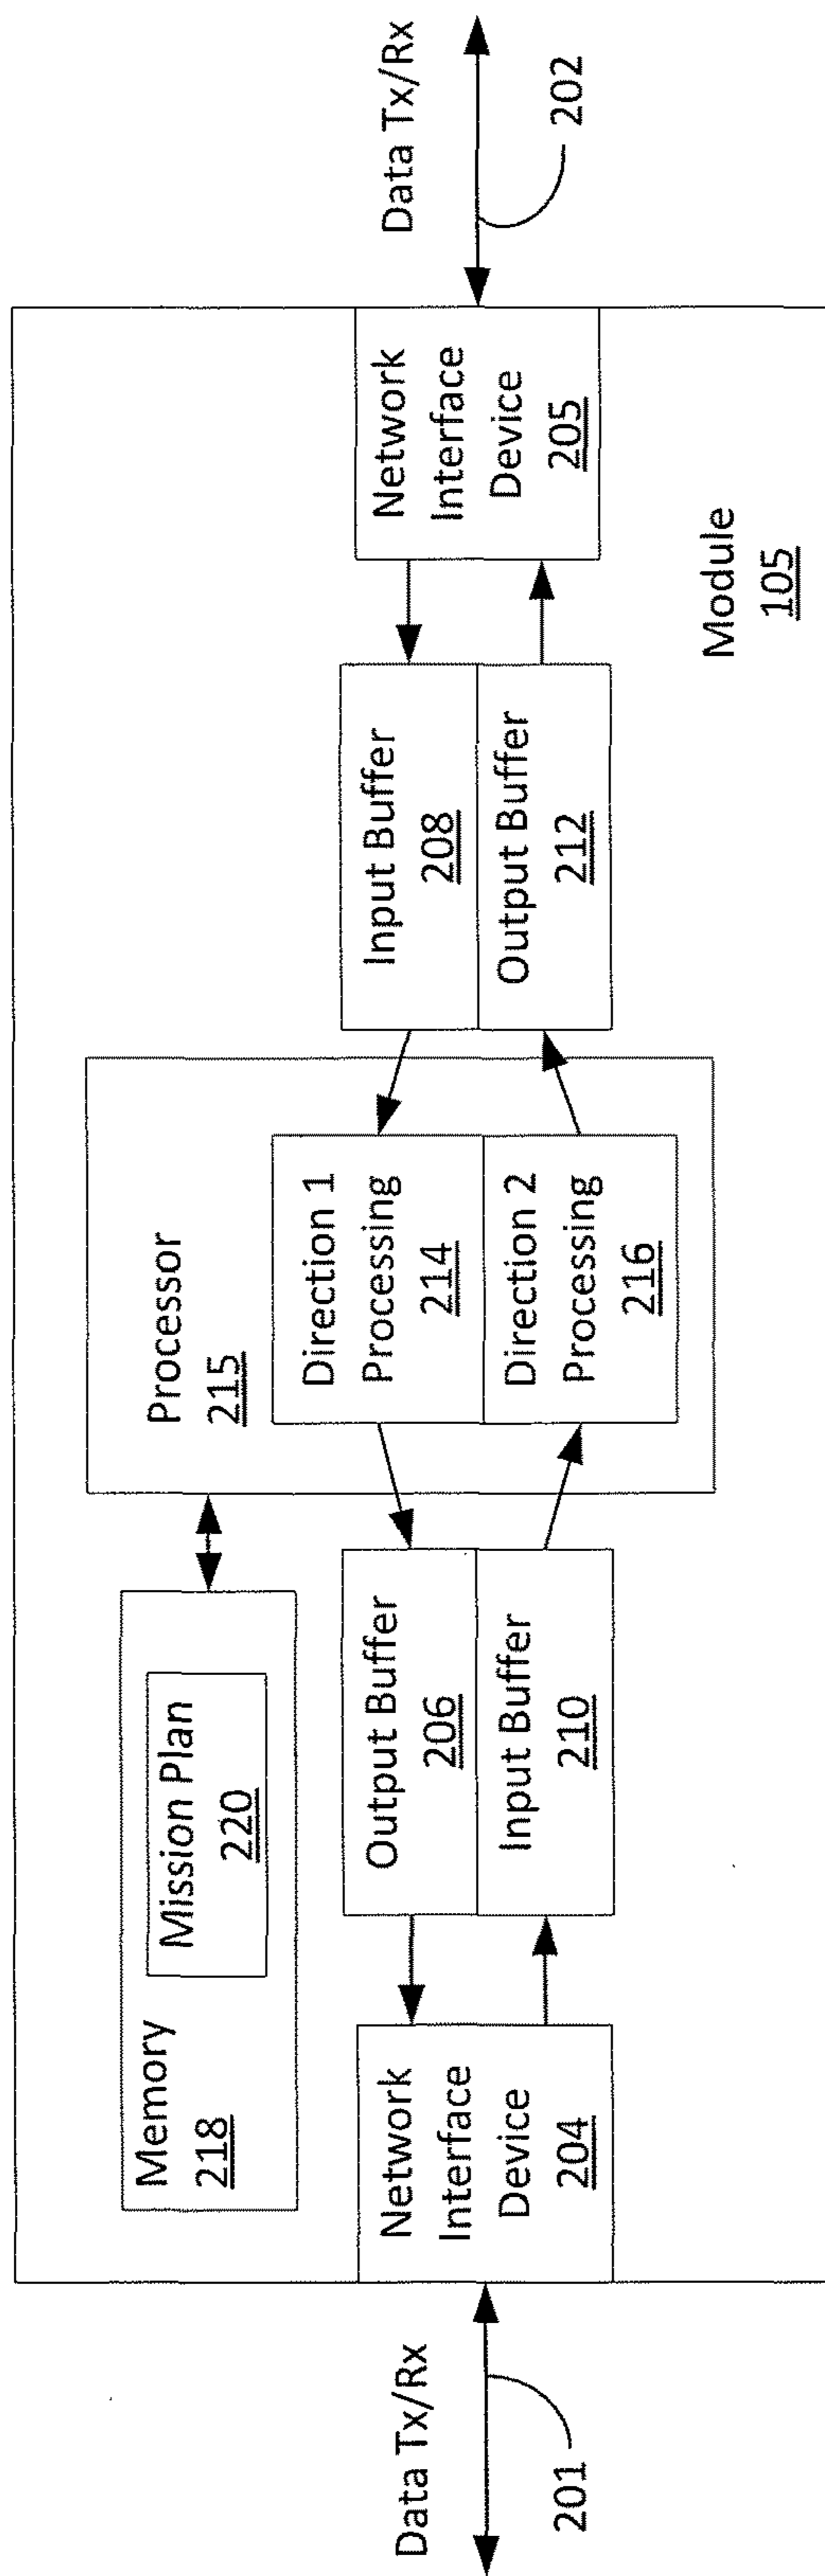 Data Tx/Rx
201
Network
Interface
Device
204
Memory
218
Mission Plan
220
Output Buffer
206
Input Buffer
210
Processor
215
Direction 1
Processing
214
Direction 2
Processing
216
Input Buffer
208
Output Buffer
212
Network
Interface
Device
205
Module
105
Data Tx/Rx
202